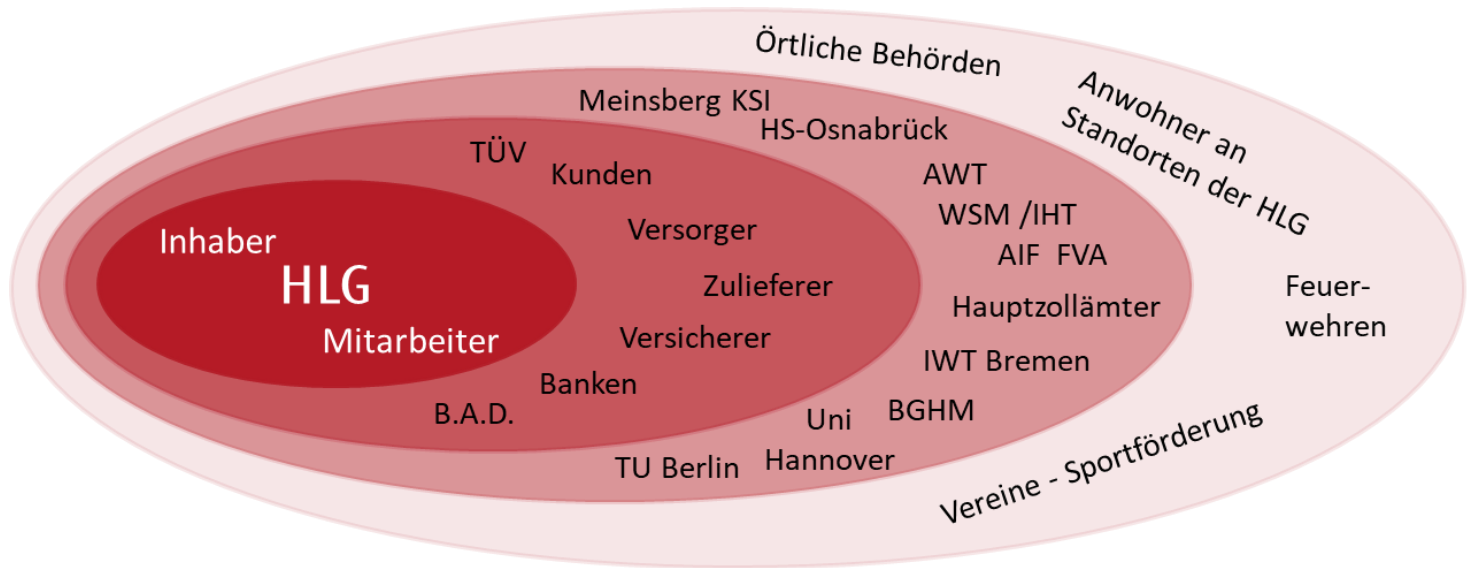 Örtliche Behörden
Anwohner an
Standorten der HLG
Feuer-
wehren
Vereine - Sportförderung
Meinsberg KSI
HS-Osnabrück
AWT
WSM /IHT
AIF FVA
Hauptzollämter
IWT Bremen
BGHM
Uni
Hannover
TU Berlin
TÜV
Kunden
Versorger
Zulieferer
Versicherer
Banken
B.A.D.
Inhaber
HLG
Mitarbeiter